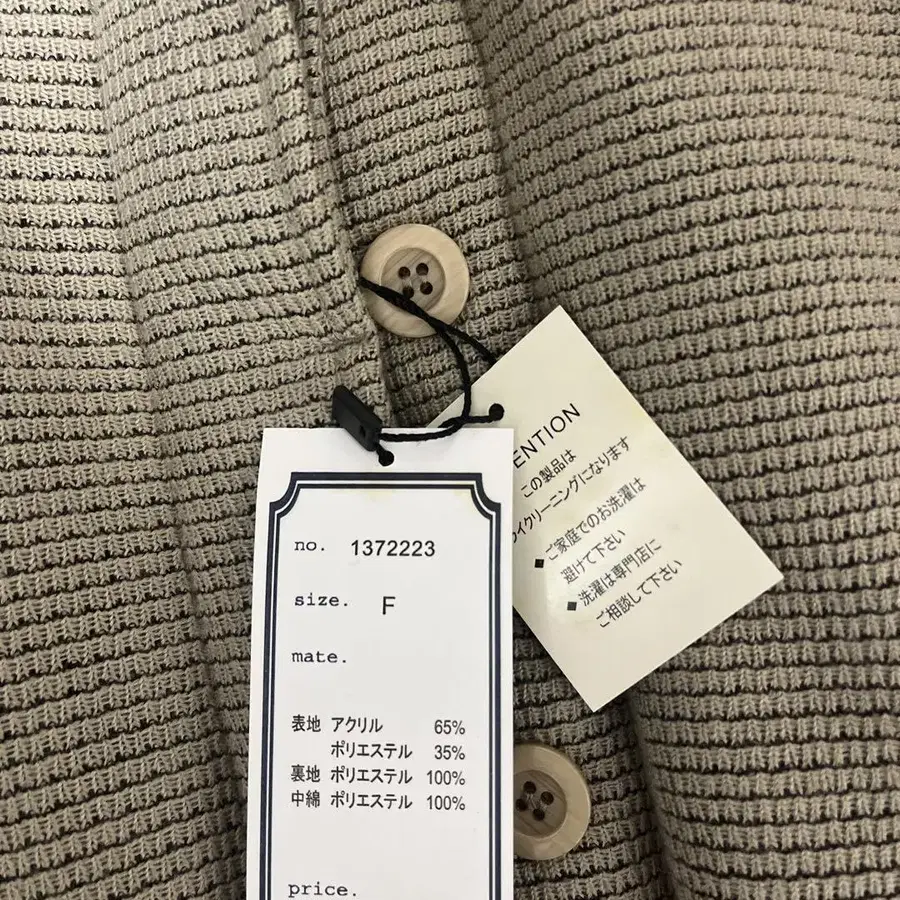 no. 1372223
size. F
mate.
表地 アクリル 65%
ポリエステル 35%
裏地 ポリエステル 100%
中綿 ポリエステル 100%
price.
ENTION
この製品は
イクリーニングになります
◆ご家庭でのお洗濯は
避けて下さい
◆洗濯は専門店に
ご相談して下さい